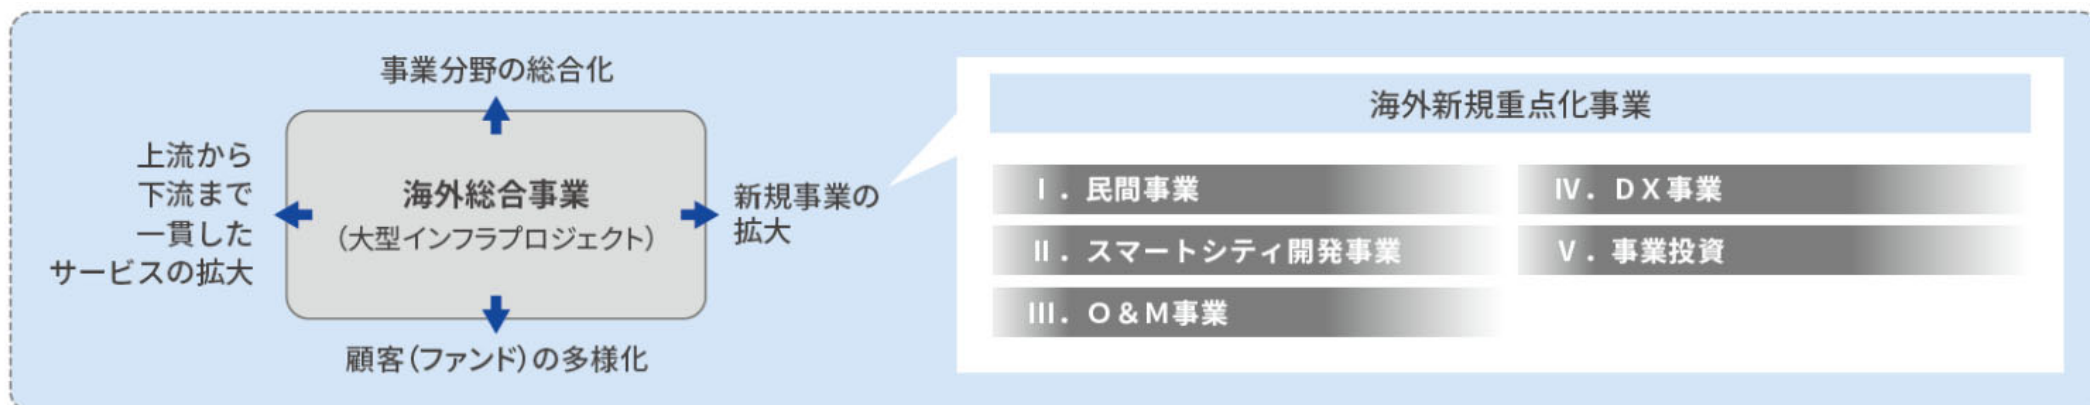 事業分野の総合化
上流から
下流まで
一貫した
サービスの拡大
海外総合事業
（大型インフラプロジェクト）
新規事業の
拡大
顧客（ファンド）の多様化
海外新規重点化事業
Ⅰ．民間事業
Ⅱ．スマートシティ開発事業
Ⅲ．Ｏ＆Ｍ事業
Ⅳ．ＤＸ事業
Ⅴ．事業投資